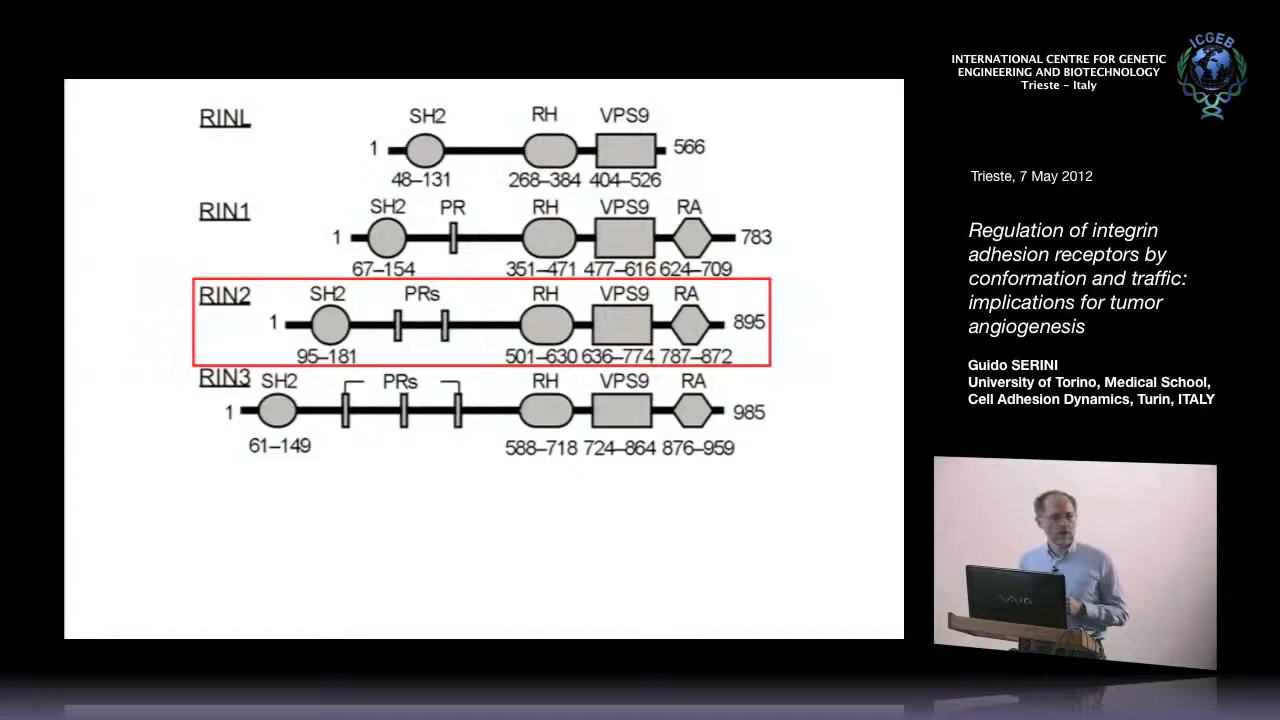 RINL
SH2 RH VPS9
1 566
48–131 268–384 404–526
RIN1
SH2 PR RH VPS9 RA
1 783
67–154 351–471 477–616 624–709
RIN2
SH2 PRs RH VPS9 RA
1 895
95–181 501–630 636–774 787–872
RIN3
SH2 PRs RH VPS9 RA
1 985
61–149 588–718 724–864 876–959
INTERNATIONAL CENTRE FOR GENETIC
ENGINEERING AND BIOTECHNOLOGY
Trieste – Italy
ICGEB
Trieste, 7 May 2012
Regulation of integrin
adhesion receptors by
conformation and traffic:
implications for tumor
angiogenesis
Guido SERINI
University of Torino, Medical School,
Cell Adhesion Dynamics, Turin, ITALY
VAIO